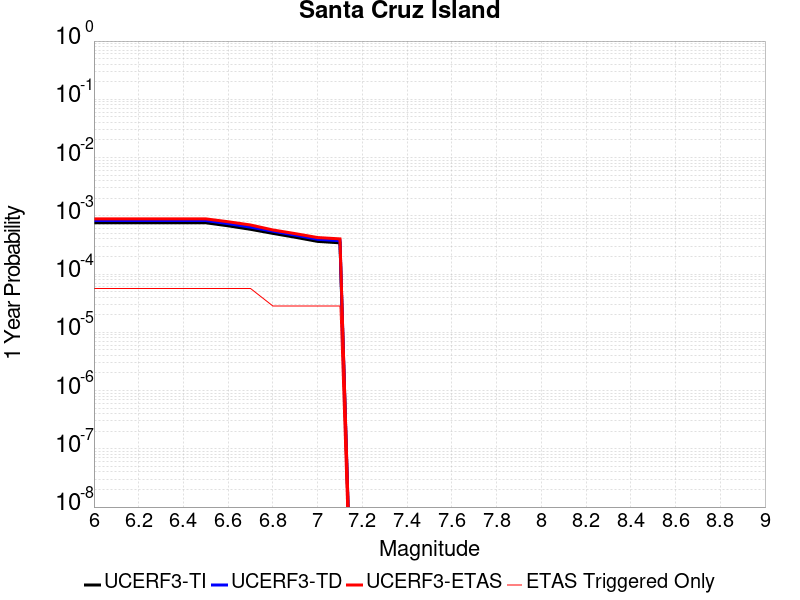 Santa Cruz Island
10^0
10^-1
10^-2
10^-3
10^-4
10^-5
10^-6
10^-7
10^-8
1 Year Probability
6 6.2 6.4 6.6 6.8 7 7.2 7.4 7.6 7.8 8 8.2 8.4 8.6 8.8 9
Magnitude
UCERF3-TI UCERF3-TD UCERF3-ETAS ETAS Triggered Only